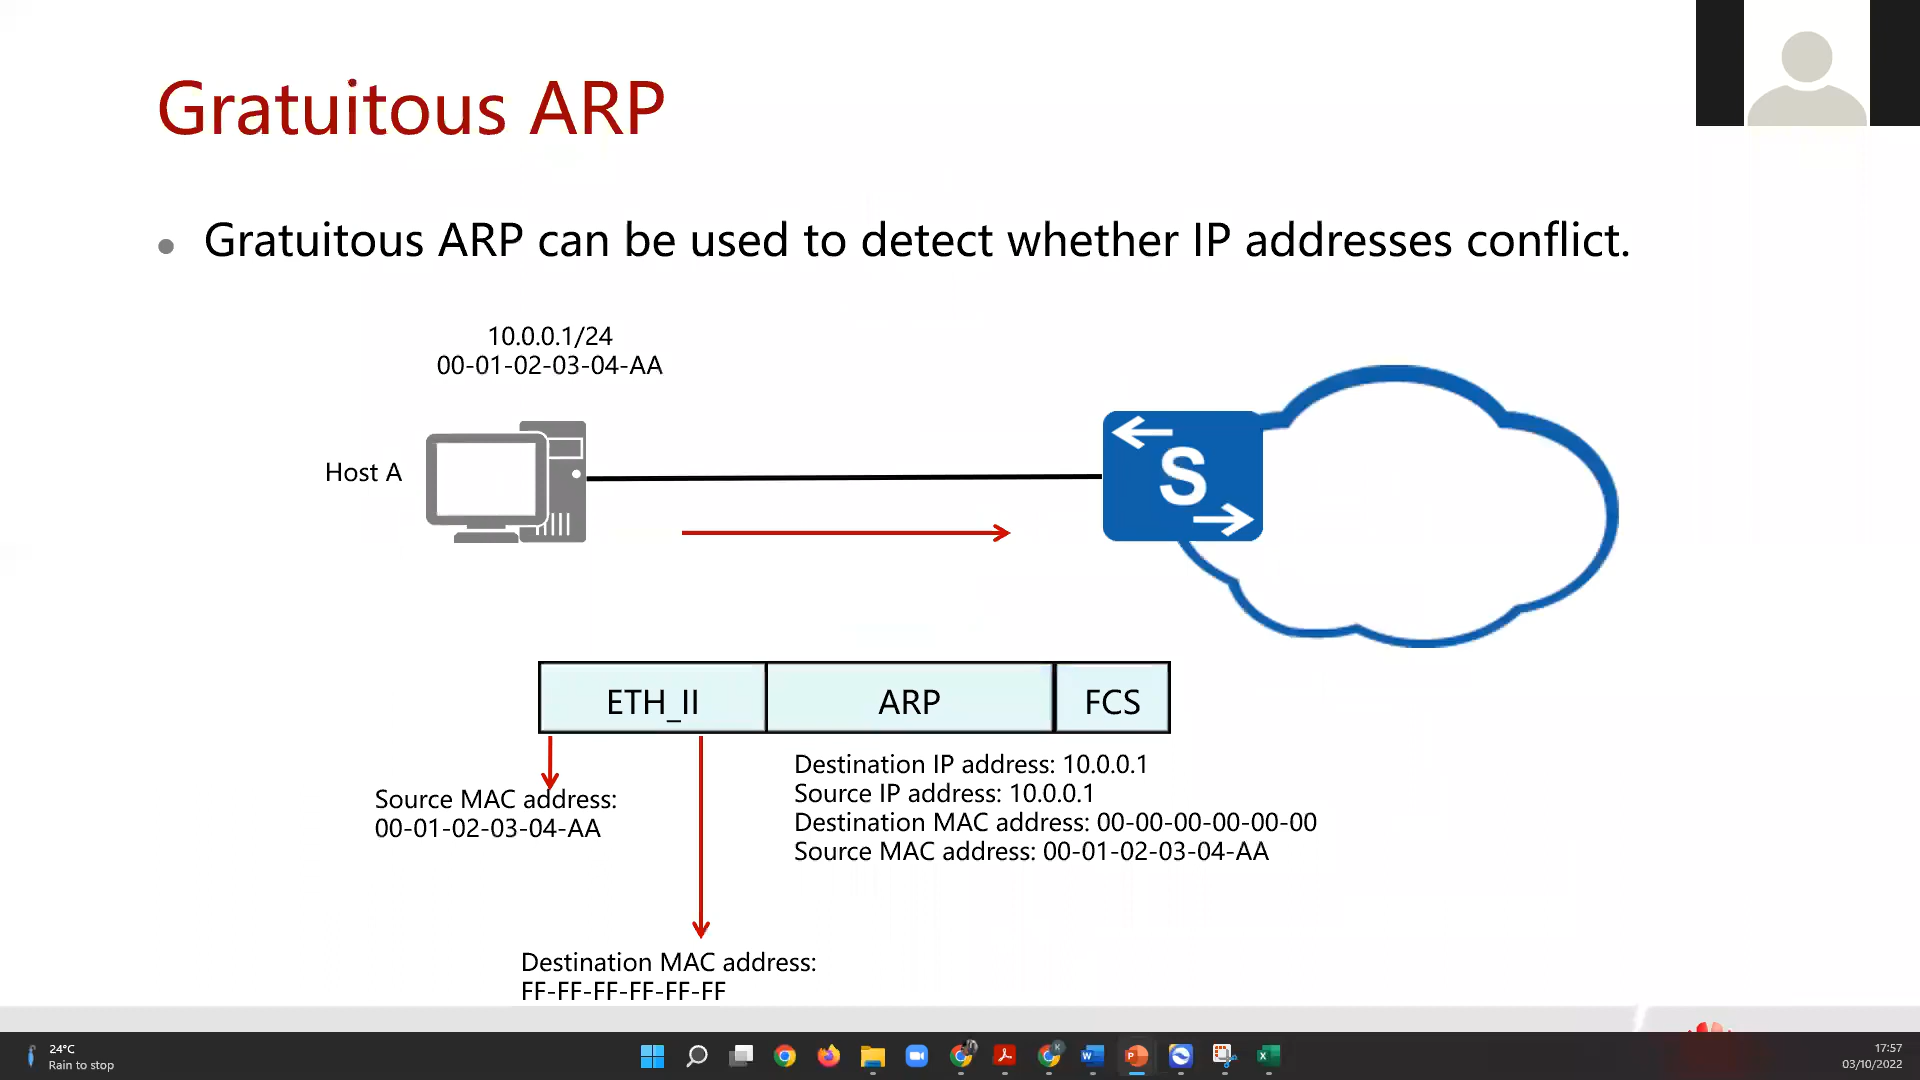 Gratuitous ARP
Gratuitous ARP can be used to detect whether IP addresses conflict.
10.0.0.1/24
00-01-02-03-04-AA
Host A
S
ETH_II
ARP
FCS
Source MAC address:
00-01-02-03-04-AA
Destination IP address: 10.0.0.1
Source IP address: 10.0.0.1
Destination MAC address: 00-00-00-00-00-00
Source MAC address: 00-01-02-03-04-AA
Destination MAC address:
FF-FF-FF-FF-FF-FF
24°C
Rain to stop
17:57
03/10/2022